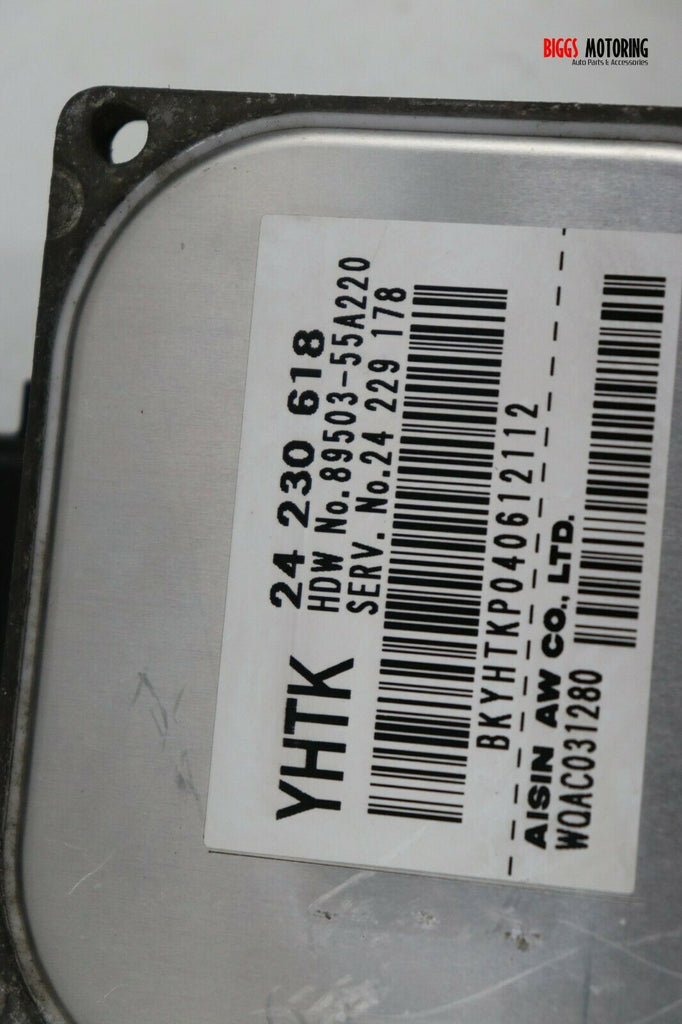 BIGGS MOTORING
Auto Parts & Accessories
YHTK
24 230 618
HDW No.89503-55A220
SERV. No.24 229 178
BKYHTKP040612112
AISIN AW CO., LTD.
WQAC031280